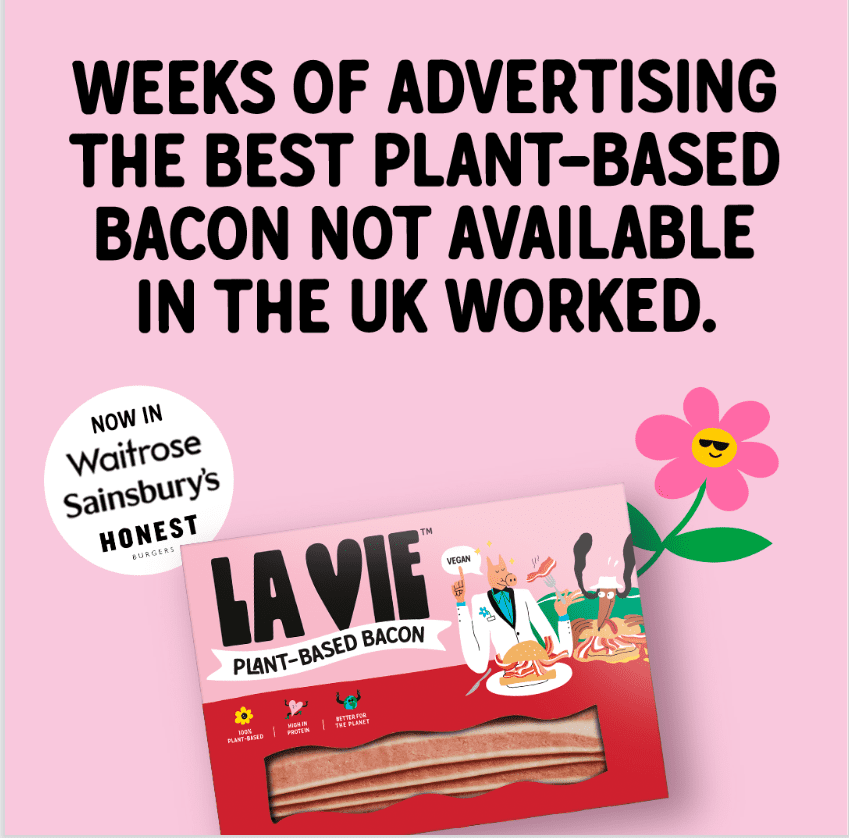 WEEKS OF ADVERTISING
THE BEST PLANT-BASED
BACON NOT AVAILABLE
IN THE UK WORKED.
NOW IN
Waitrose
Sainsbury's
HONEST
BURGERS
LA VIE™
PLANT-BASED BACON
VEGAN
100%
PLANT-BASED
HIGH IN
PROTEIN
BETTER FOR
THE PLANET